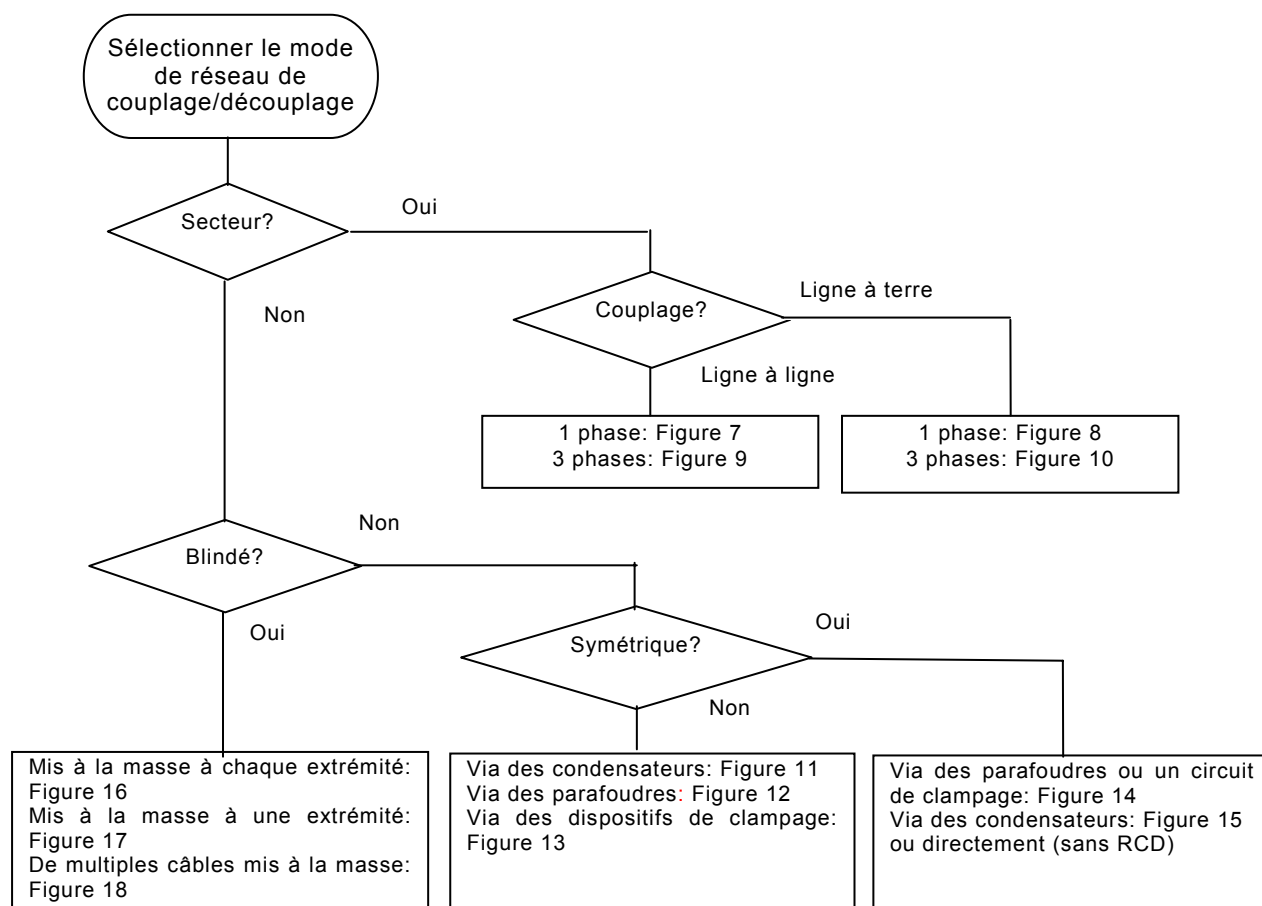 Sélectionner le mode
de réseau de
couplage/découplage
Secteur?
Oui
Non
Couplage?
Ligne à terre
Ligne à ligne
1 phase: Figure 7
3 phases: Figure 9
1 phase: Figure 8
3 phases: Figure 10
Blindé?
Non
Oui
Symétrique?
Oui
Non
Mis à la masse à chaque extrémité:
Figure 16
Mis à la masse à une extrémité:
Figure 17
De multiples câbles mis à la masse:
Figure 18
Via des condensateurs: Figure 11
Via des parafoudres: Figure 12
Via des dispositifs de clampage:
Figure 13
Via des parafoudres ou un circuit
de clampage: Figure 14
Via des condensateurs: Figure 15
ou directement (sans RCD)